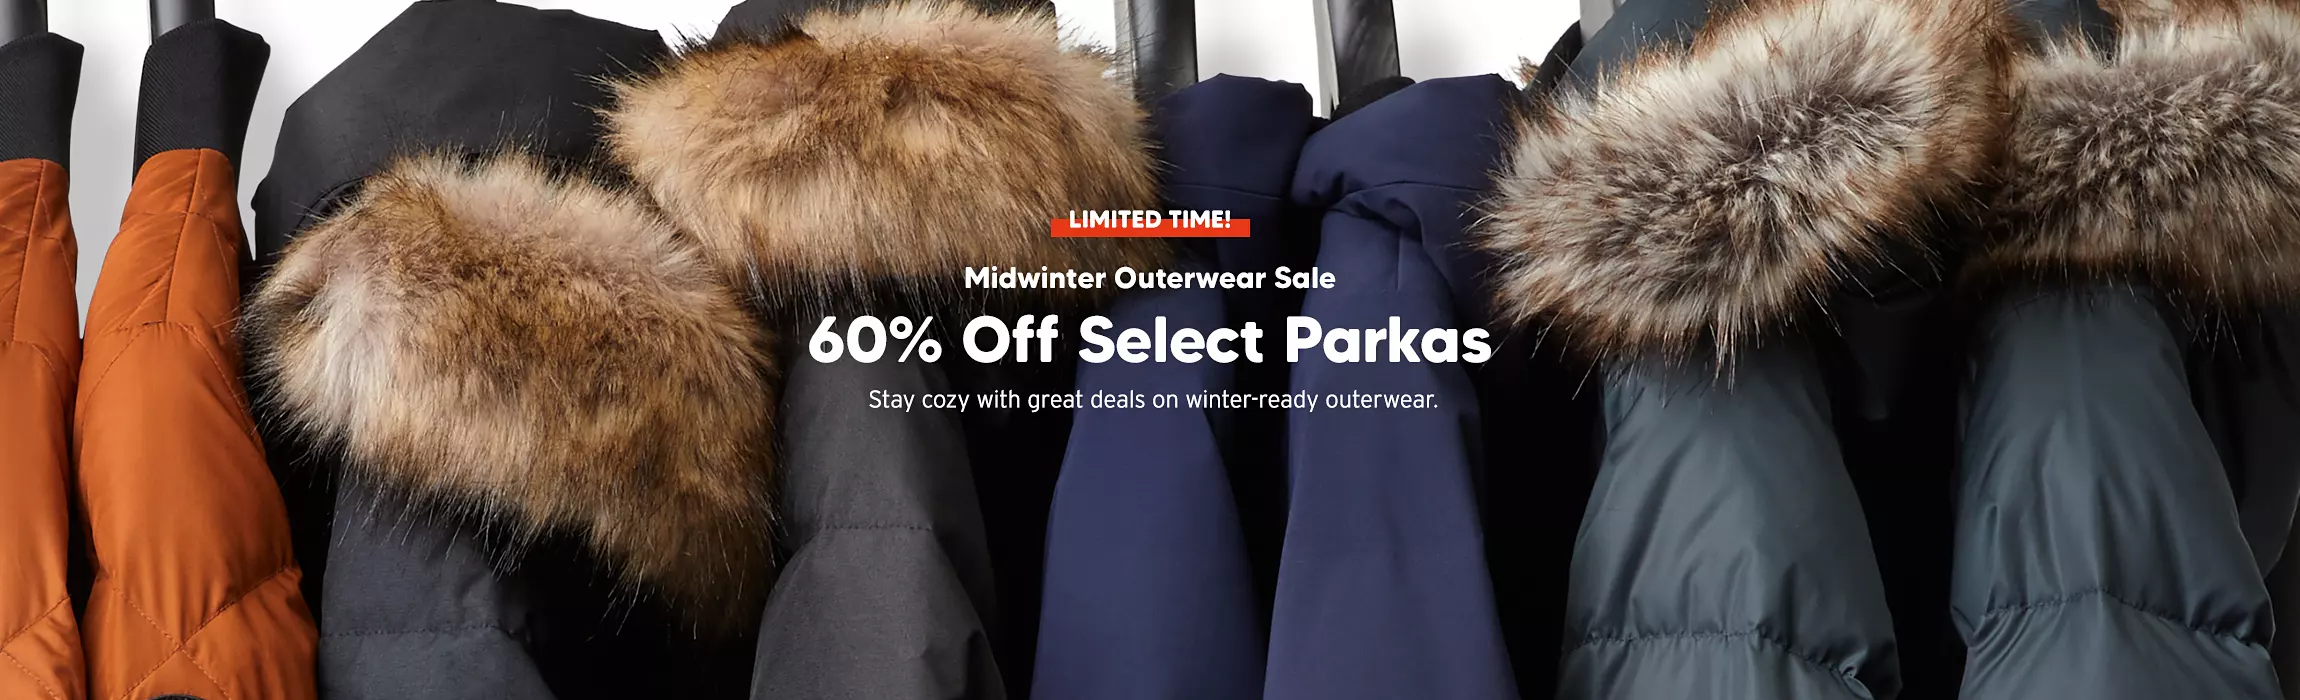 LIMITED TIME!
Midwinter Outerwear Sale
60% Off Select Parkas
Stay cozy with great deals on winter-ready outerwear.